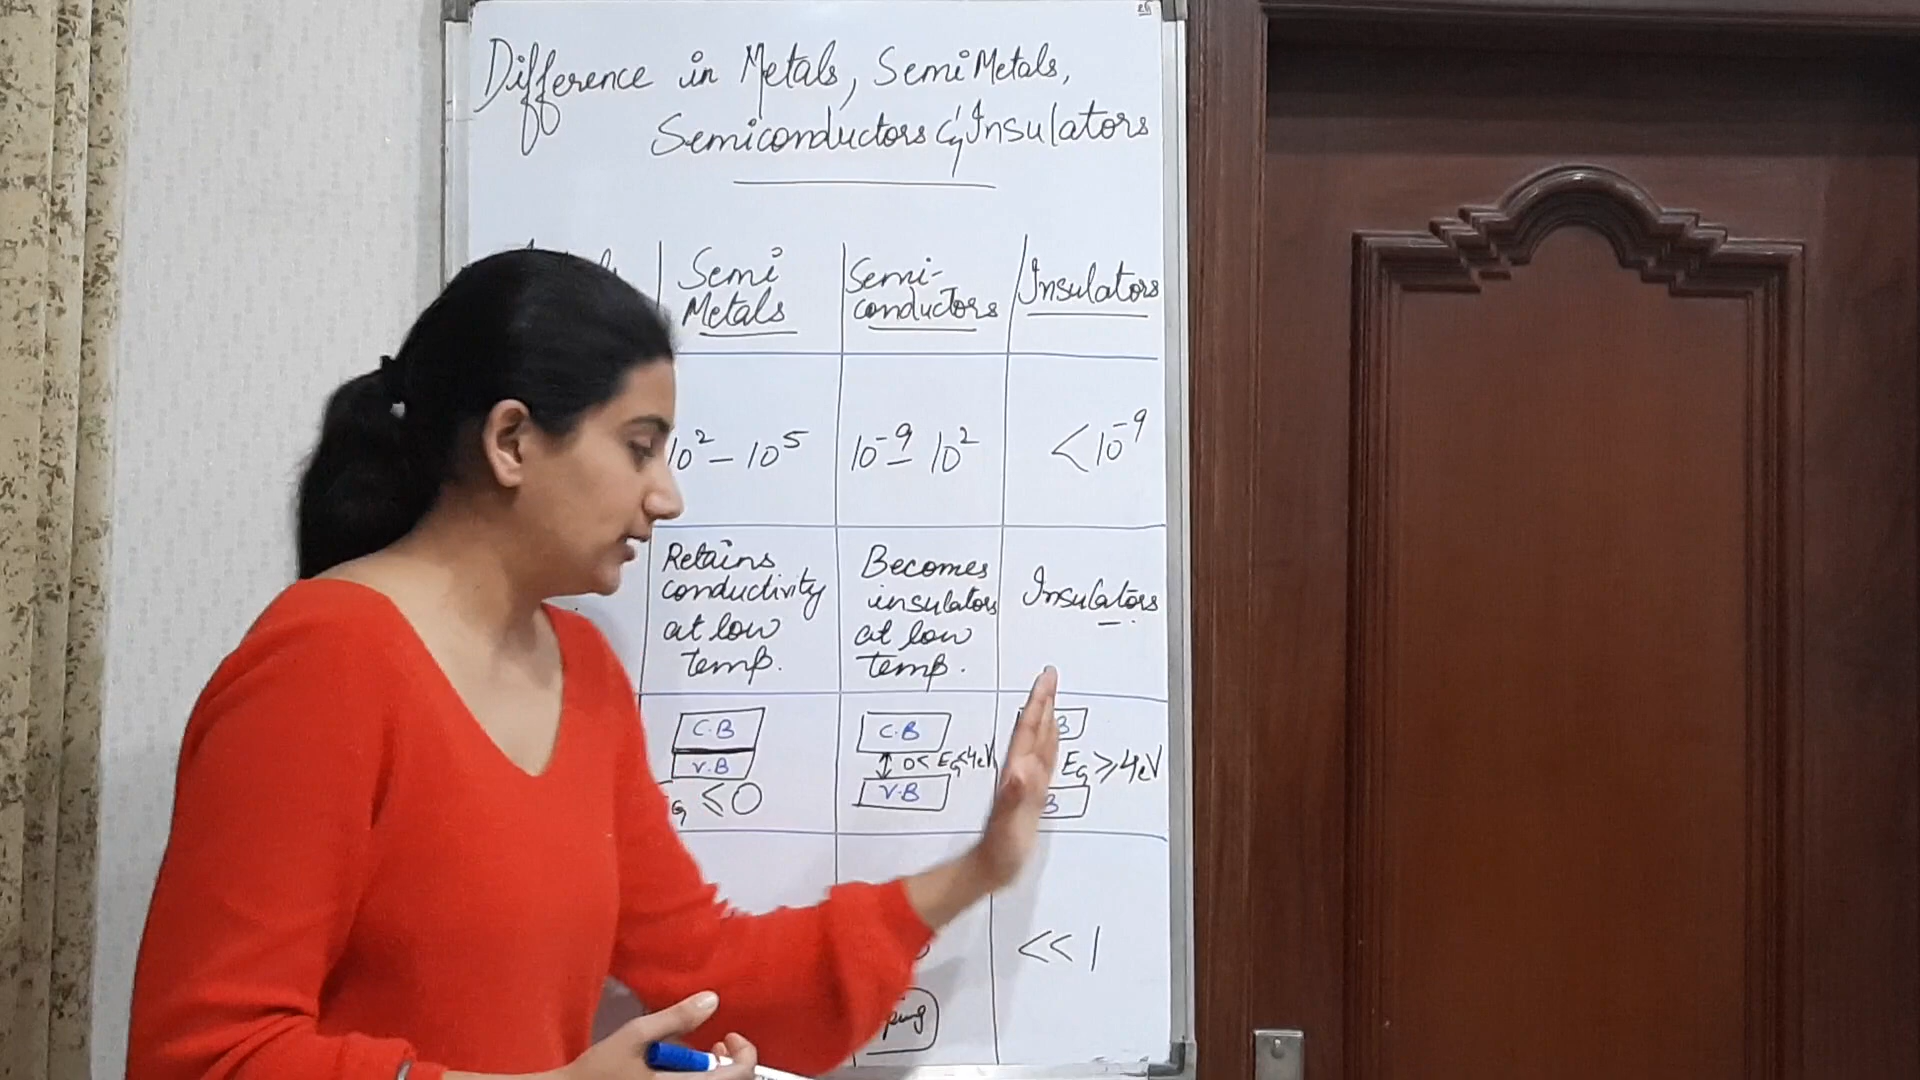 Difference in Metals, SemiMetals,
Semiconductors & Insulators
Semi
Metals
Semi-
conductors
Insulators
10² – 10⁵
10⁻⁹ – 10²
< 10⁻⁹
Retains
conductivity
at low
temp.
Becomes
insulators
at low
temp.
Insulators
C.B
V.B
≤ 0
C.B
0 < EG < 4eV
V.B
EG ≥ 4eV
<< 1